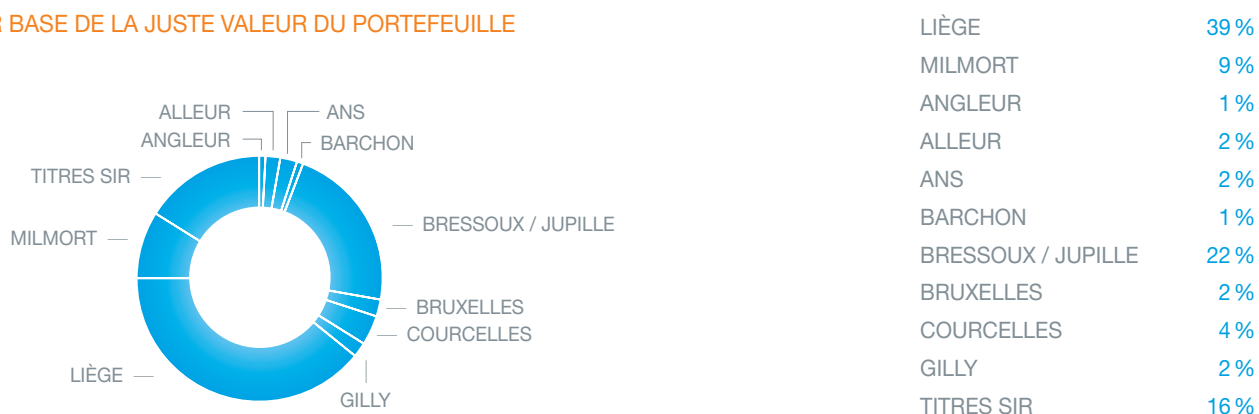 R BASE DE LA JUSTE VALEUR DU PORTEFEUILLE
ALLEUR
ANS
ANGLEUR
BARCHON
TITRES SIR
BRESSOUX / JUPILLE
MILMORT
BRUXELLES
COURCELLES
LIÈGE
GILLY
LIÈGE 39 %
MILMORT 9 %
ANGLEUR 1 %
ALLEUR 2 %
ANS 2 %
BARCHON 1 %
BRESSOUX / JUPILLE 22 %
BRUXELLES 2 %
COURCELLES 4 %
GILLY 2 %
TITRES SIR 16 %